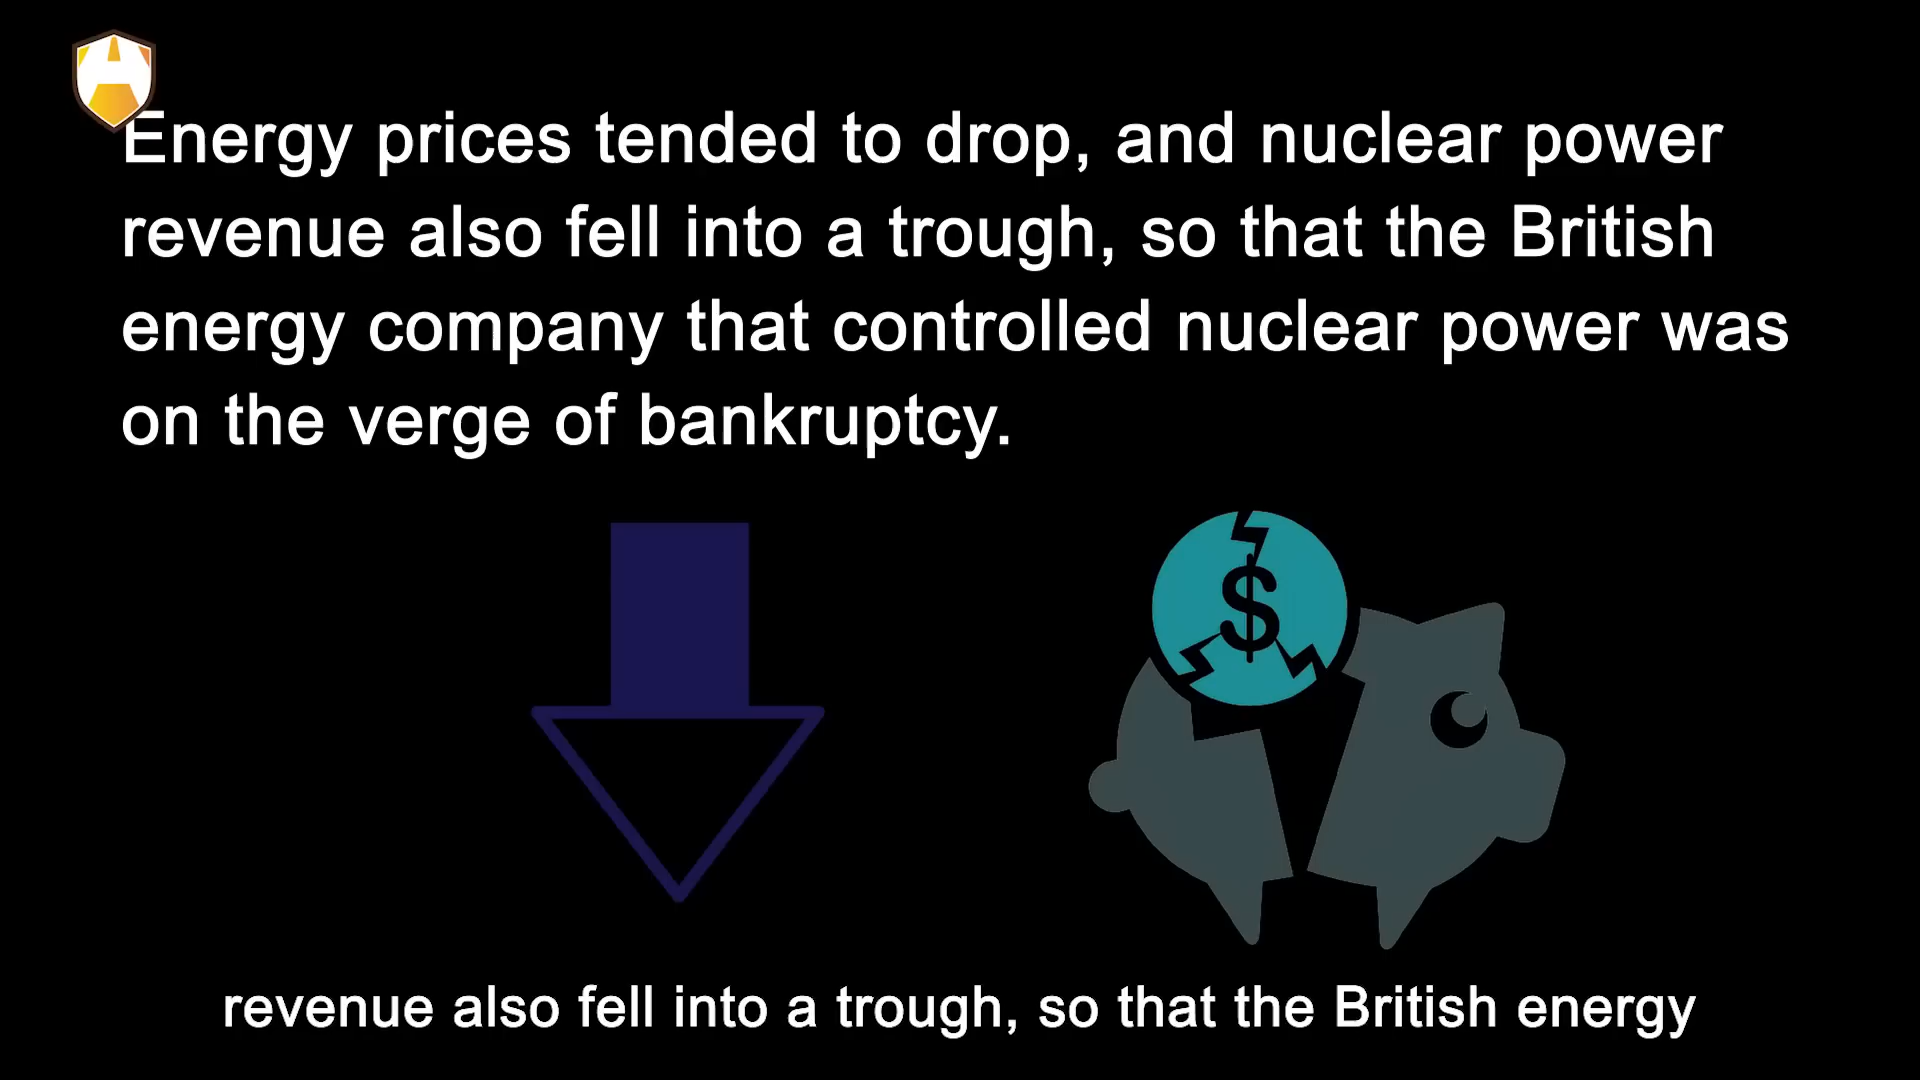 Energy prices tended to drop, and nuclear power
revenue also fell into a trough, so that the British
energy company that controlled nuclear power was
on the verge of bankruptcy.
$
revenue also fell into a trough, so that the British energy